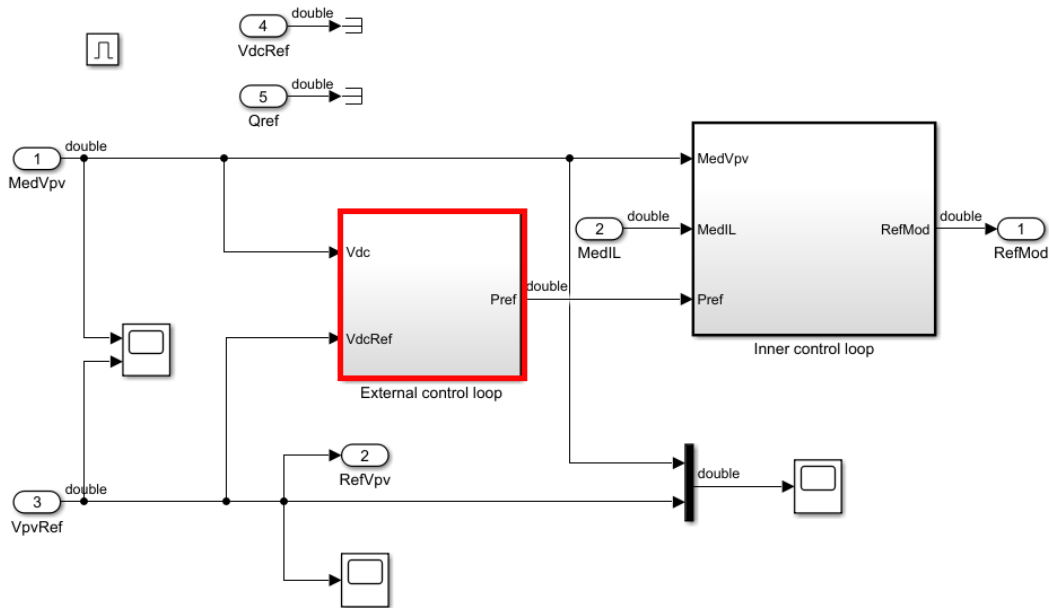 double
4
VdcRef
double
5
Qref
double
1
MedVpv
MedVpv
double
2
MedIL
MedIL
RefMod
double
1
RefMod
Vdc
Pref
double
Pref
VdcRef
Inner control loop
External control loop
2
RefVpv
double
double
3
VpvRef